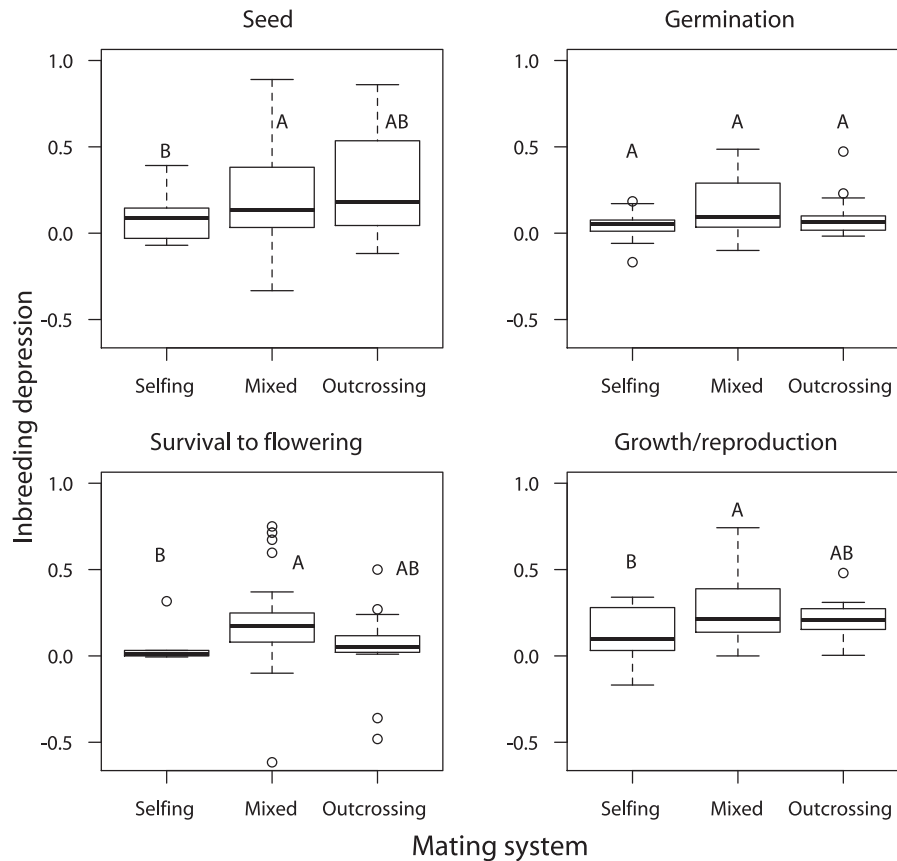 Seed
Germination
1.0
0.5
0.0
-0.5
B
A
AB
1.0
0.5
0.0
-0.5
A
A
A
Selfing Mixed Outcrossing
Selfing Mixed Outcrossing
Inbreeding depression
Survival to flowering
Growth/reproduction
1.0
0.5
0.0
-0.5
B
A
AB
1.0
0.5
0.0
-0.5
B
A
AB
Selfing Mixed Outcrossing
Selfing Mixed Outcrossing
Mating system